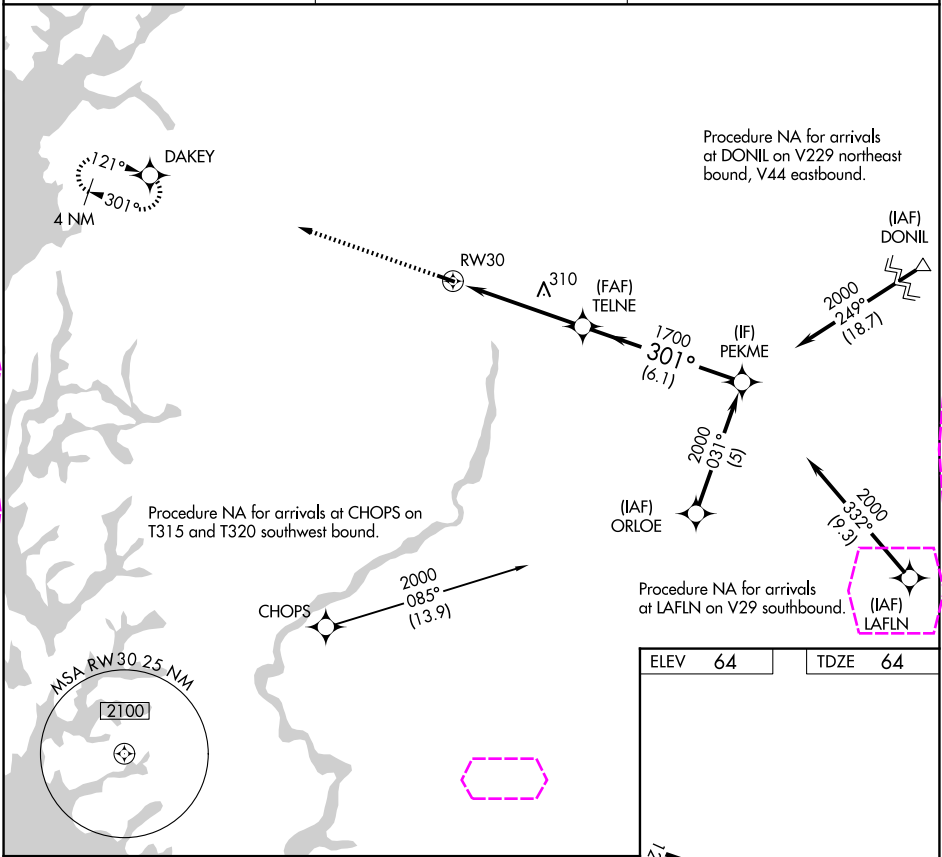 DAKEY
121°
301°
4 NM
Procedure NA for arrivals
at DONIL on V229 northeast
bound, V44 eastbound.
(IAF)
DONIL
2000
249°
(18.7)
RW30
310
(FAF)
TELNE
1700
301°
(6.1)
(IF)
PEKME
2000
031°
(5)
(IAF)
ORLOE
2000
332°
(9.3)
(IAF)
LAFLN
Procedure NA for arrivals at CHOPS on
T315 and T320 southwest bound.
Procedure NA for arrivals
at LAFLN on V29 southbound.
CHOPS
2000
085°
(13.9)
MSA RW30 25 NM
2100
ELEV 64
TDZE 64